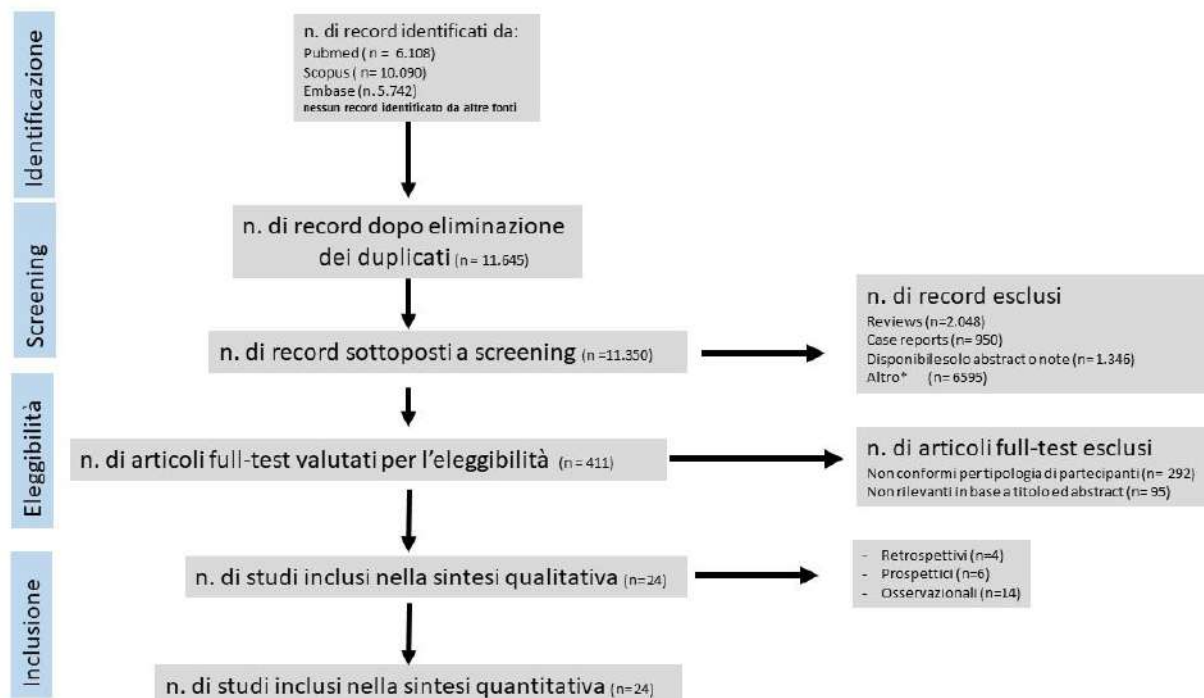 Identificazione
n. di record identificati da:
Pubmed ( n = 6.108)
Scopus ( n= 10.090)
Embase (n. 5.742)
nessun record identificato da altre fonti
Screening
n. di record dopo eliminazione
dei duplicati (n = 11.645)
n. di record sottoposti a screening (n =11.350)
n. di record esclusi
Reviews (n=2.048)
Case reports (n= 950)
Disponibile solo abstract o note (n= 1.346)
Altro* (n= 6595)
Eleggibilità
n. di articoli full-test valutati per l'eleggibilità (n = 411)
n. di articoli full-test esclusi
Non conformi per tipologia di partecipanti (n= 292)
Non rilevanti in base a titolo ed abstract (n= 95)
Inclusione
n. di studi inclusi nella sintesi qualitativa (n=24)
- Retrospettivi (n=4)
- Prospettici (n=6)
- Osservazionali (n=14)
n. di studi inclusi nella sintesi quantitativa (n=24)